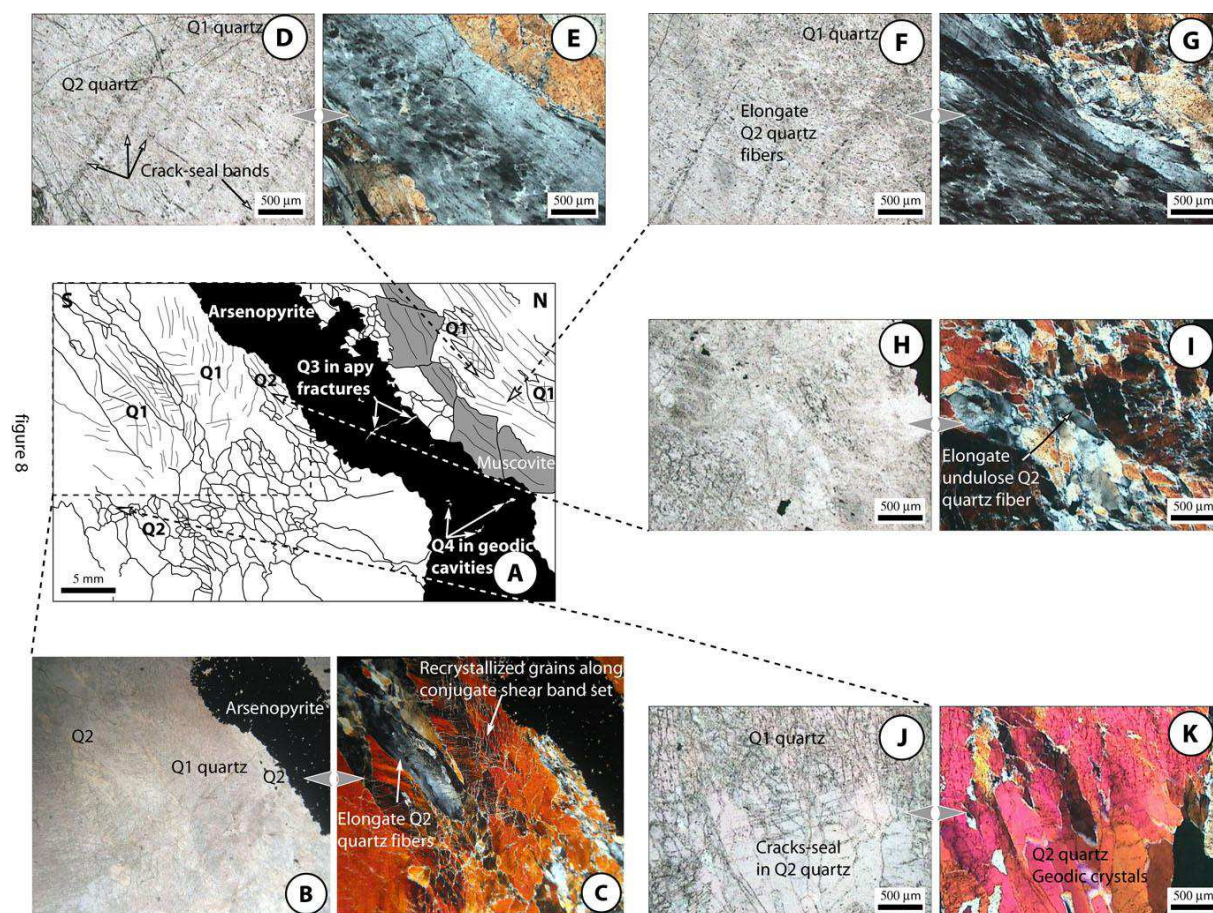 Q1 quartz
D
Q2 quartz
Crack-seal bands
500 µm
E
500 µm
Q1 quartz
F
Elongate
Q2 quartz
fibers
500 µm
G
500 µm
S
N
Arsenopyrite
Q1
Q3 in apy
fractures
Q2
Q1
Q1
Muscovite
Q2
Q4 in geodic
cavities
A
5 mm
figure 8
H
500 µm
I
Elongate
undulose Q2
quartz fiber
500 µm
Arsenopyrite
Q2
Q1 quartz
Q2
B
Recrystallized grains along
conjugate shear band set
Elongate Q2
quartz fibers
C
Q1 quartz
J
Cracks-seal
in Q2 quartz
500 µm
K
Q2 quartz
Geodic crystals
500 µm